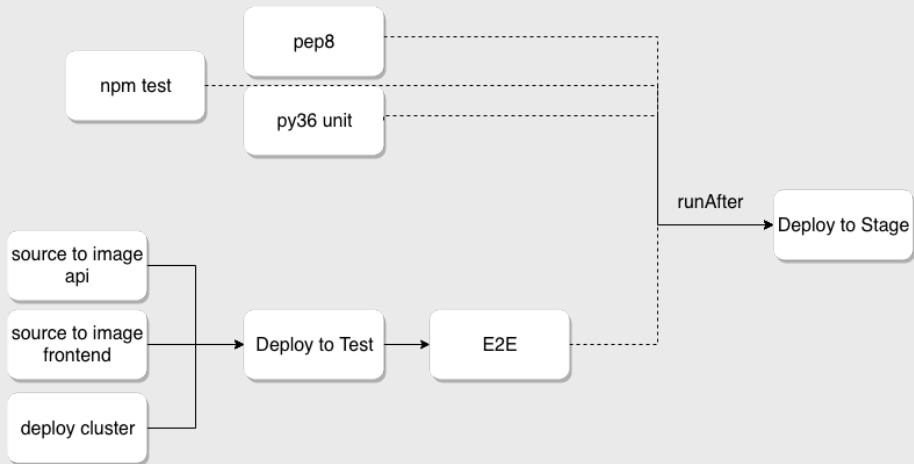 pep8
npm test
py36 unit
runAfter
Deploy to Stage
source to image
api
source to image
frontend
Deploy to Test
E2E
deploy cluster